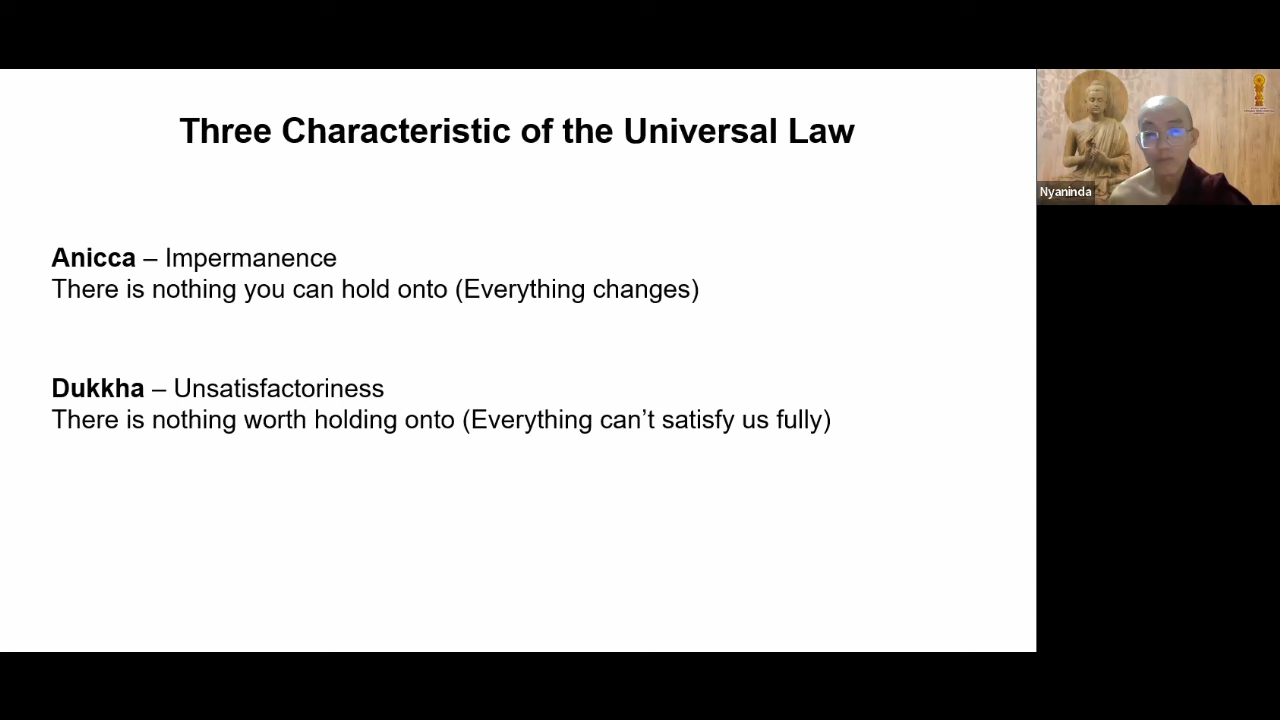 Three Characteristic of the Universal Law
Anicca – Impermanence
There is nothing you can hold onto (Everything changes)
Dukkha – Unsatisfactoriness
There is nothing worth holding onto (Everything can’t satisfy us fully)
Nyaninda